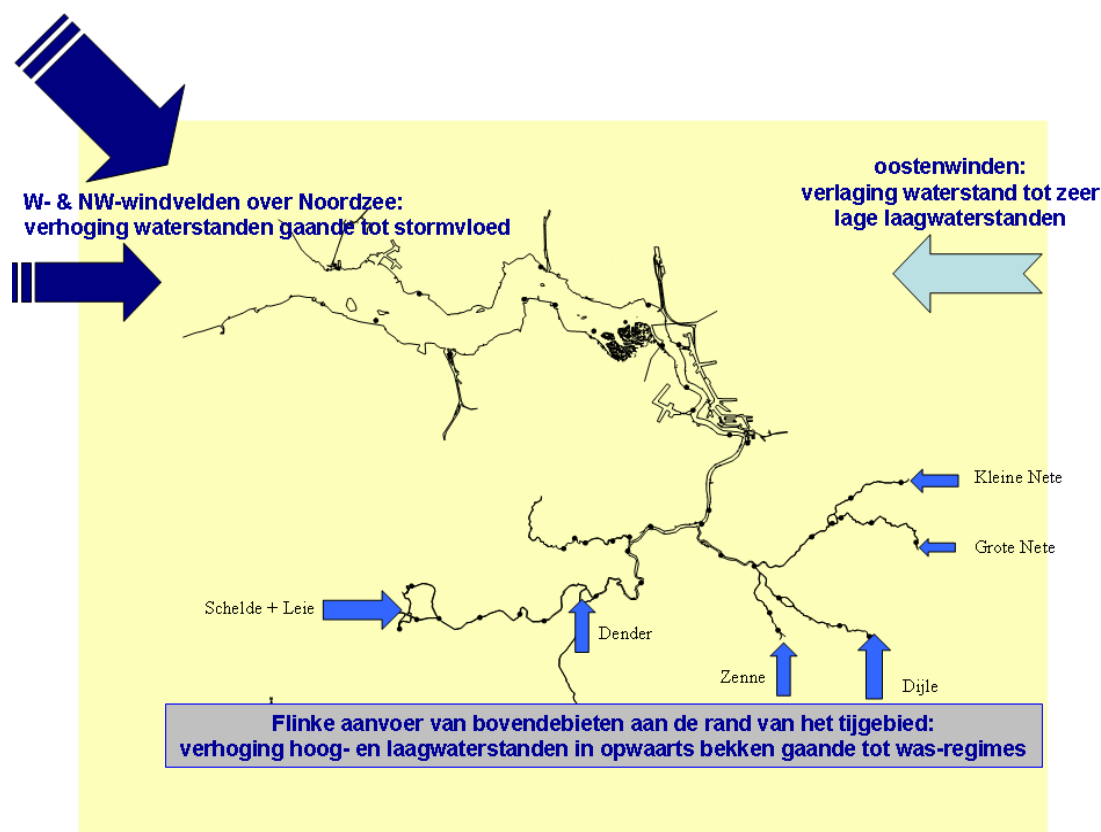 W- & NW-windvelden over Noordzee:
verhoging waterstanden gaande tot stormvloed
oostenwinden:
verlaging waterstand tot zeer
lage laagwaterstanden
Kleine Nete
Grote Nete
Schelde + Leie
Dender
Zenne
Dijle
Flinke aanvoer van bovendebieten aan de rand van het tijgebied:
verhoging hoog- en laagwaterstanden in opwaarts bekken gaande tot was-regimes